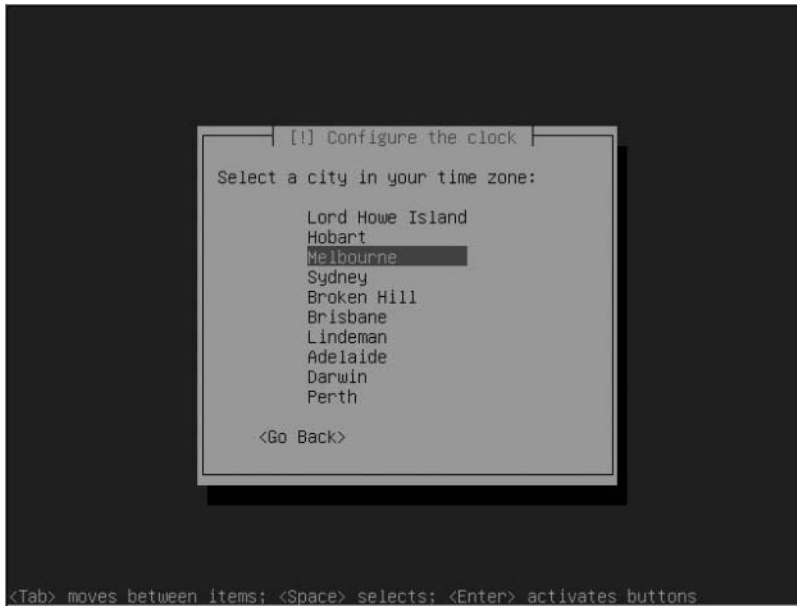 [!] Configure the clock
Select a city in your time zone:
Lord Howe Island
Hobart
Melbourne
Sydney
Broken Hill
Brisbane
Lindeman
Adelaide
Darwin
Perth
<Go Back>
<Tab> moves between items; <Space> selects; <Enter> activates buttons